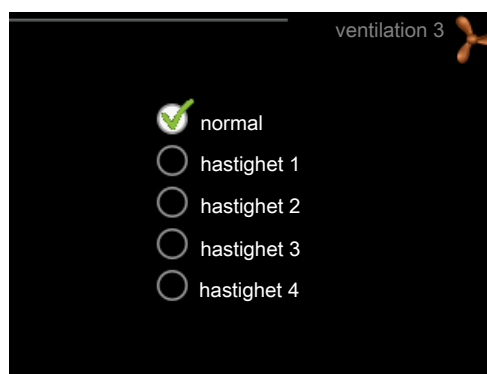 ventilation 3
normal
hastighet 1
hastighet 2
hastighet 3
hastighet 4